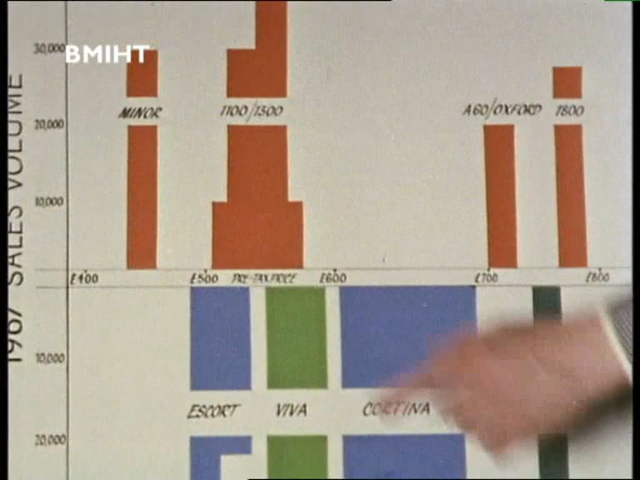 30,000
BMIHT
MINOR
1100/1300
A60/OXFORD
1800
20,000
10,000
1967 SALES VOLUME
£400
£500
PRE-TAX PRICE
£600
£700
£800
10,000
ESCORT
VIVA
CORTINA
20,000